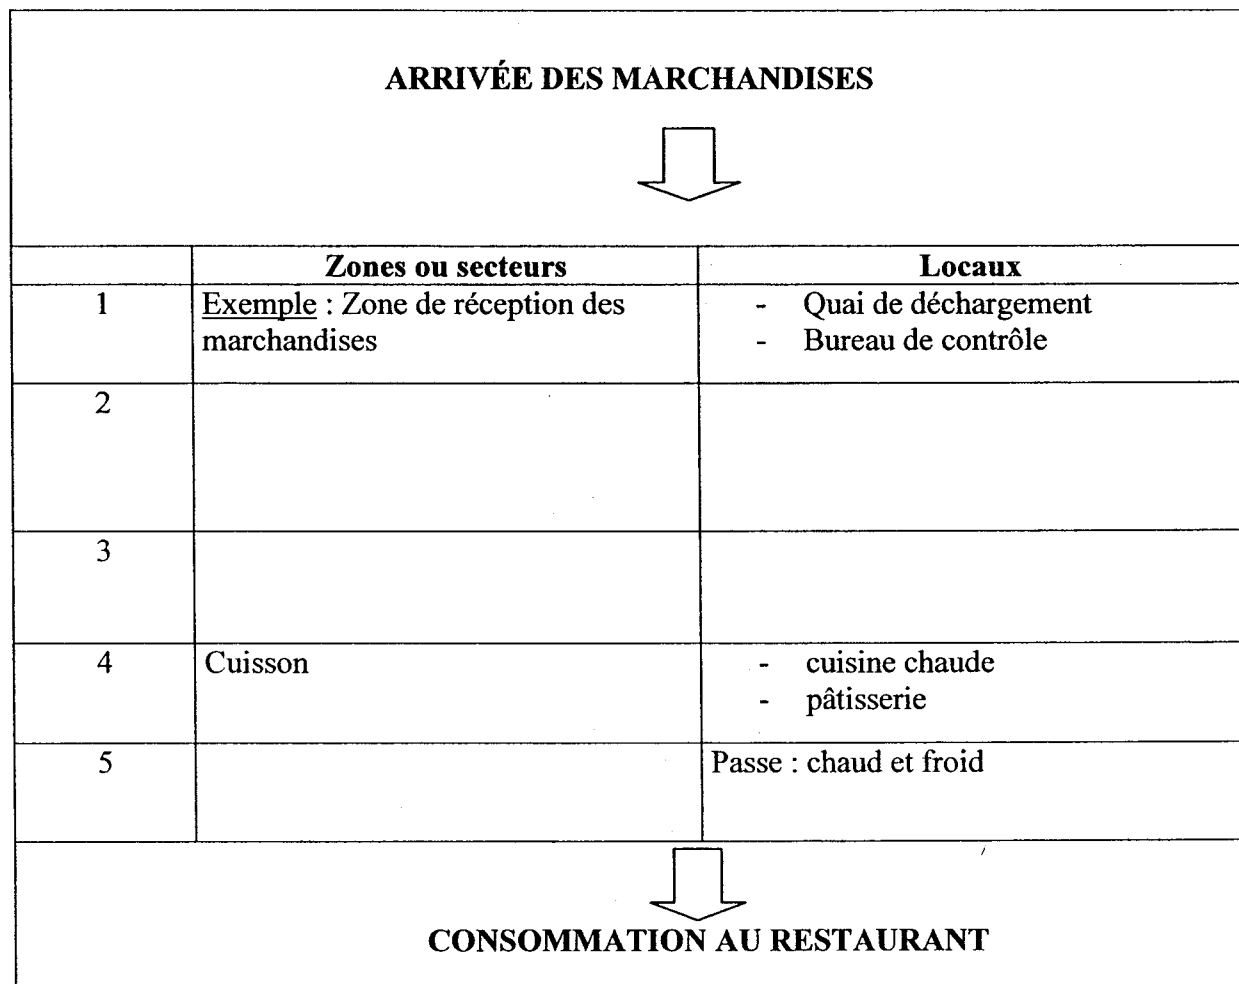 ARRIVÉE DES MARCHANDISES
Zones ou secteurs
Locaux
1
Exemple : Zone de réception des
marchandises
- Quai de déchargement
- Bureau de contrôle
2
3
4
Cuisson
- cuisine chaude
- pâtisserie
5
Passe : chaud et froid
CONSOMMATION AU RESTAURANT